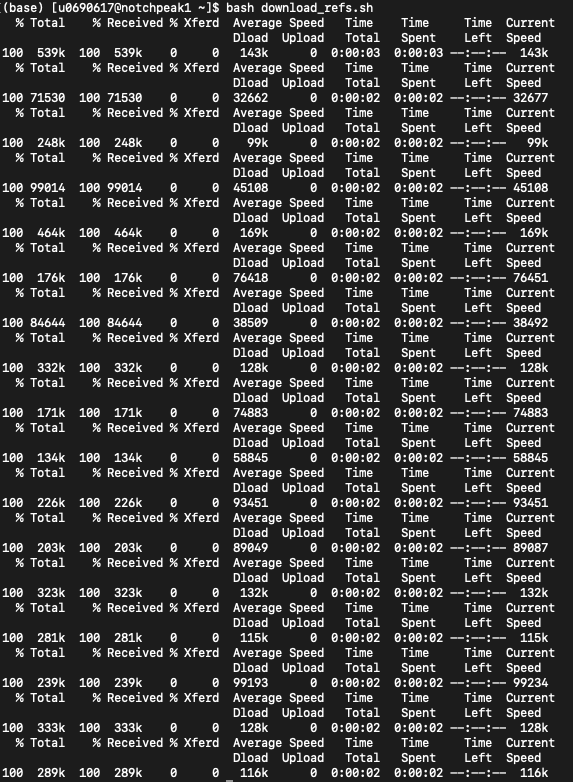 [(base) [u0690617@notchpeak1 ~]$ bash download_refs.sh
% Total % Received % Xferd Average Speed Time Time Time Current
Dload Upload Total Spent Left Speed
100 539k 100 539k 0 0 143k 0 0:00:03 0:00:03 --:--:-- 143k
% Total % Received % Xferd Average Speed Time Time Time Current
Dload Upload Total Spent Left Speed
100 71530 100 71530 0 0 32662 0 0:00:02 0:00:02 --:--:-- 32677
% Total % Received % Xferd Average Speed Time Time Time Current
Dload Upload Total Spent Left Speed
100 248k 100 248k 0 0 99k 0 0:00:02 0:00:02 --:--:-- 99k
% Total % Received % Xferd Average Speed Time Time Time Current
Dload Upload Total Spent Left Speed
100 99014 100 99014 0 0 45108 0 0:00:02 0:00:02 --:--:-- 45108
% Total % Received % Xferd Average Speed Time Time Time Current
Dload Upload Total Spent Left Speed
100 464k 100 464k 0 0 169k 0 0:00:02 0:00:02 --:--:-- 169k
% Total % Received % Xferd Average Speed Time Time Time Current
Dload Upload Total Spent Left Speed
100 176k 100 176k 0 0 76418 0 0:00:02 0:00:02 --:--:-- 76451
% Total % Received % Xferd Average Speed Time Time Time Current
Dload Upload Total Spent Left Speed
100 84644 100 84644 0 0 38509 0 0:00:02 0:00:02 --:--:-- 38492
% Total % Received % Xferd Average Speed Time Time Time Current
Dload Upload Total Spent Left Speed
100 332k 100 332k 0 0 128k 0 0:00:02 0:00:02 --:--:-- 128k
% Total % Received % Xferd Average Speed Time Time Time Current
Dload Upload Total Spent Left Speed
100 171k 100 171k 0 0 74883 0 0:00:02 0:00:02 --:--:-- 74883
% Total % Received % Xferd Average Speed Time Time Time Current
Dload Upload Total Spent Left Speed
100 134k 100 134k 0 0 58845 0 0:00:02 0:00:02 --:--:-- 58845
% Total % Received % Xferd Average Speed Time Time Time Current
Dload Upload Total Spent Left Speed
100 226k 100 226k 0 0 93451 0 0:00:02 0:00:02 --:--:-- 93451
% Total % Received % Xferd Average Speed Time Time Time Current
Dload Upload Total Spent Left Speed
100 203k 100 203k 0 0 89049 0 0:00:02 0:00:02 --:--:-- 89087
% Total % Received % Xferd Average Speed Time Time Time Current
Dload Upload Total Spent Left Speed
100 323k 100 323k 0 0 132k 0 0:00:02 0:00:02 --:--:-- 132k
% Total % Received % Xferd Average Speed Time Time Time Current
Dload Upload Total Spent Left Speed
100 281k 100 281k 0 0 115k 0 0:00:02 0:00:02 --:--:-- 115k
% Total % Received % Xferd Average Speed Time Time Time Current
Dload Upload Total Spent Left Speed
100 239k 100 239k 0 0 99193 0 0:00:02 0:00:02 --:--:-- 99234
% Total % Received % Xferd Average Speed Time Time Time Current
Dload Upload Total Spent Left Speed
100 333k 100 333k 0 0 128k 0 0:00:02 0:00:02 --:--:-- 128k
% Total % Received % Xferd Average Speed Time Time Time Current
Dload Upload Total Spent Left Speed
100 289k 100 289k 0 0 116k 0 0:00:02 0:00:02 --:--:-- 116k